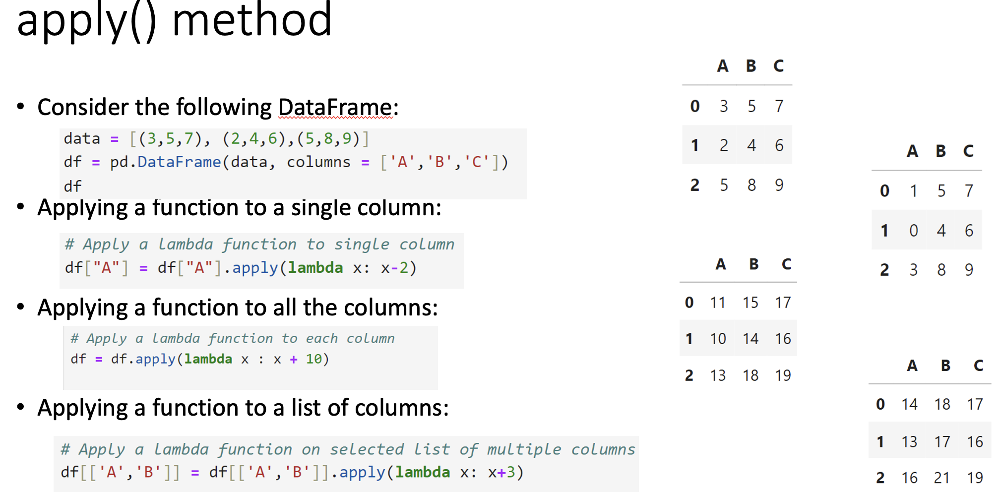 apply() method
• Consider the following DataFrame:
data = [(3,5,7), (2,4,6),(5,8,9)]
df = pd.DataFrame(data, columns = ['A','B','C'])
df
• Applying a function to a single column:
# Apply a lambda function to single column
df["A"] = df["A"].apply(lambda x: x-2)
• Applying a function to all the columns:
# Apply a lambda function to each column
df = df.apply(lambda x : x + 10)
• Applying a function to a list of columns:
# Apply a lambda function on selected list of multiple columns
df[['A','B']] = df[['A','B']].apply(lambda x: x+3)
A B C
0 3 5 7
1 2 4 6
2 5 8 9
A B C
0 1 5 7
1 0 4 6
2 3 8 9
A B C
0 11 15 17
1 10 14 16
2 13 18 19
A B C
0 14 18 17
1 13 17 16
2 16 21 19